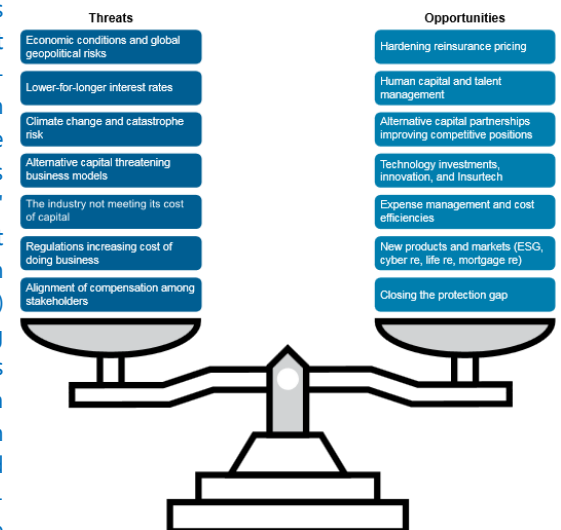 Threats
Economic conditions and global
geopolitical risks
Lower-for-longer interest rates
Climate change and catastrophe
risk
Alternative capital threatening
business models
The industry not meeting its cost
of capital
Regulations increasing cost of
doing business
Alignment of compensation among
stakeholders
Opportunities
Hardening reinsurance pricing
Human capital and talent
management
Alternative capital partnerships
improving competitive positions
Technology investments,
innovation, and Insurtech
Expense management and cost
efficiencies
New products and markets (ESG,
cyber re, life re, mortgage re)
Closing the protection gap